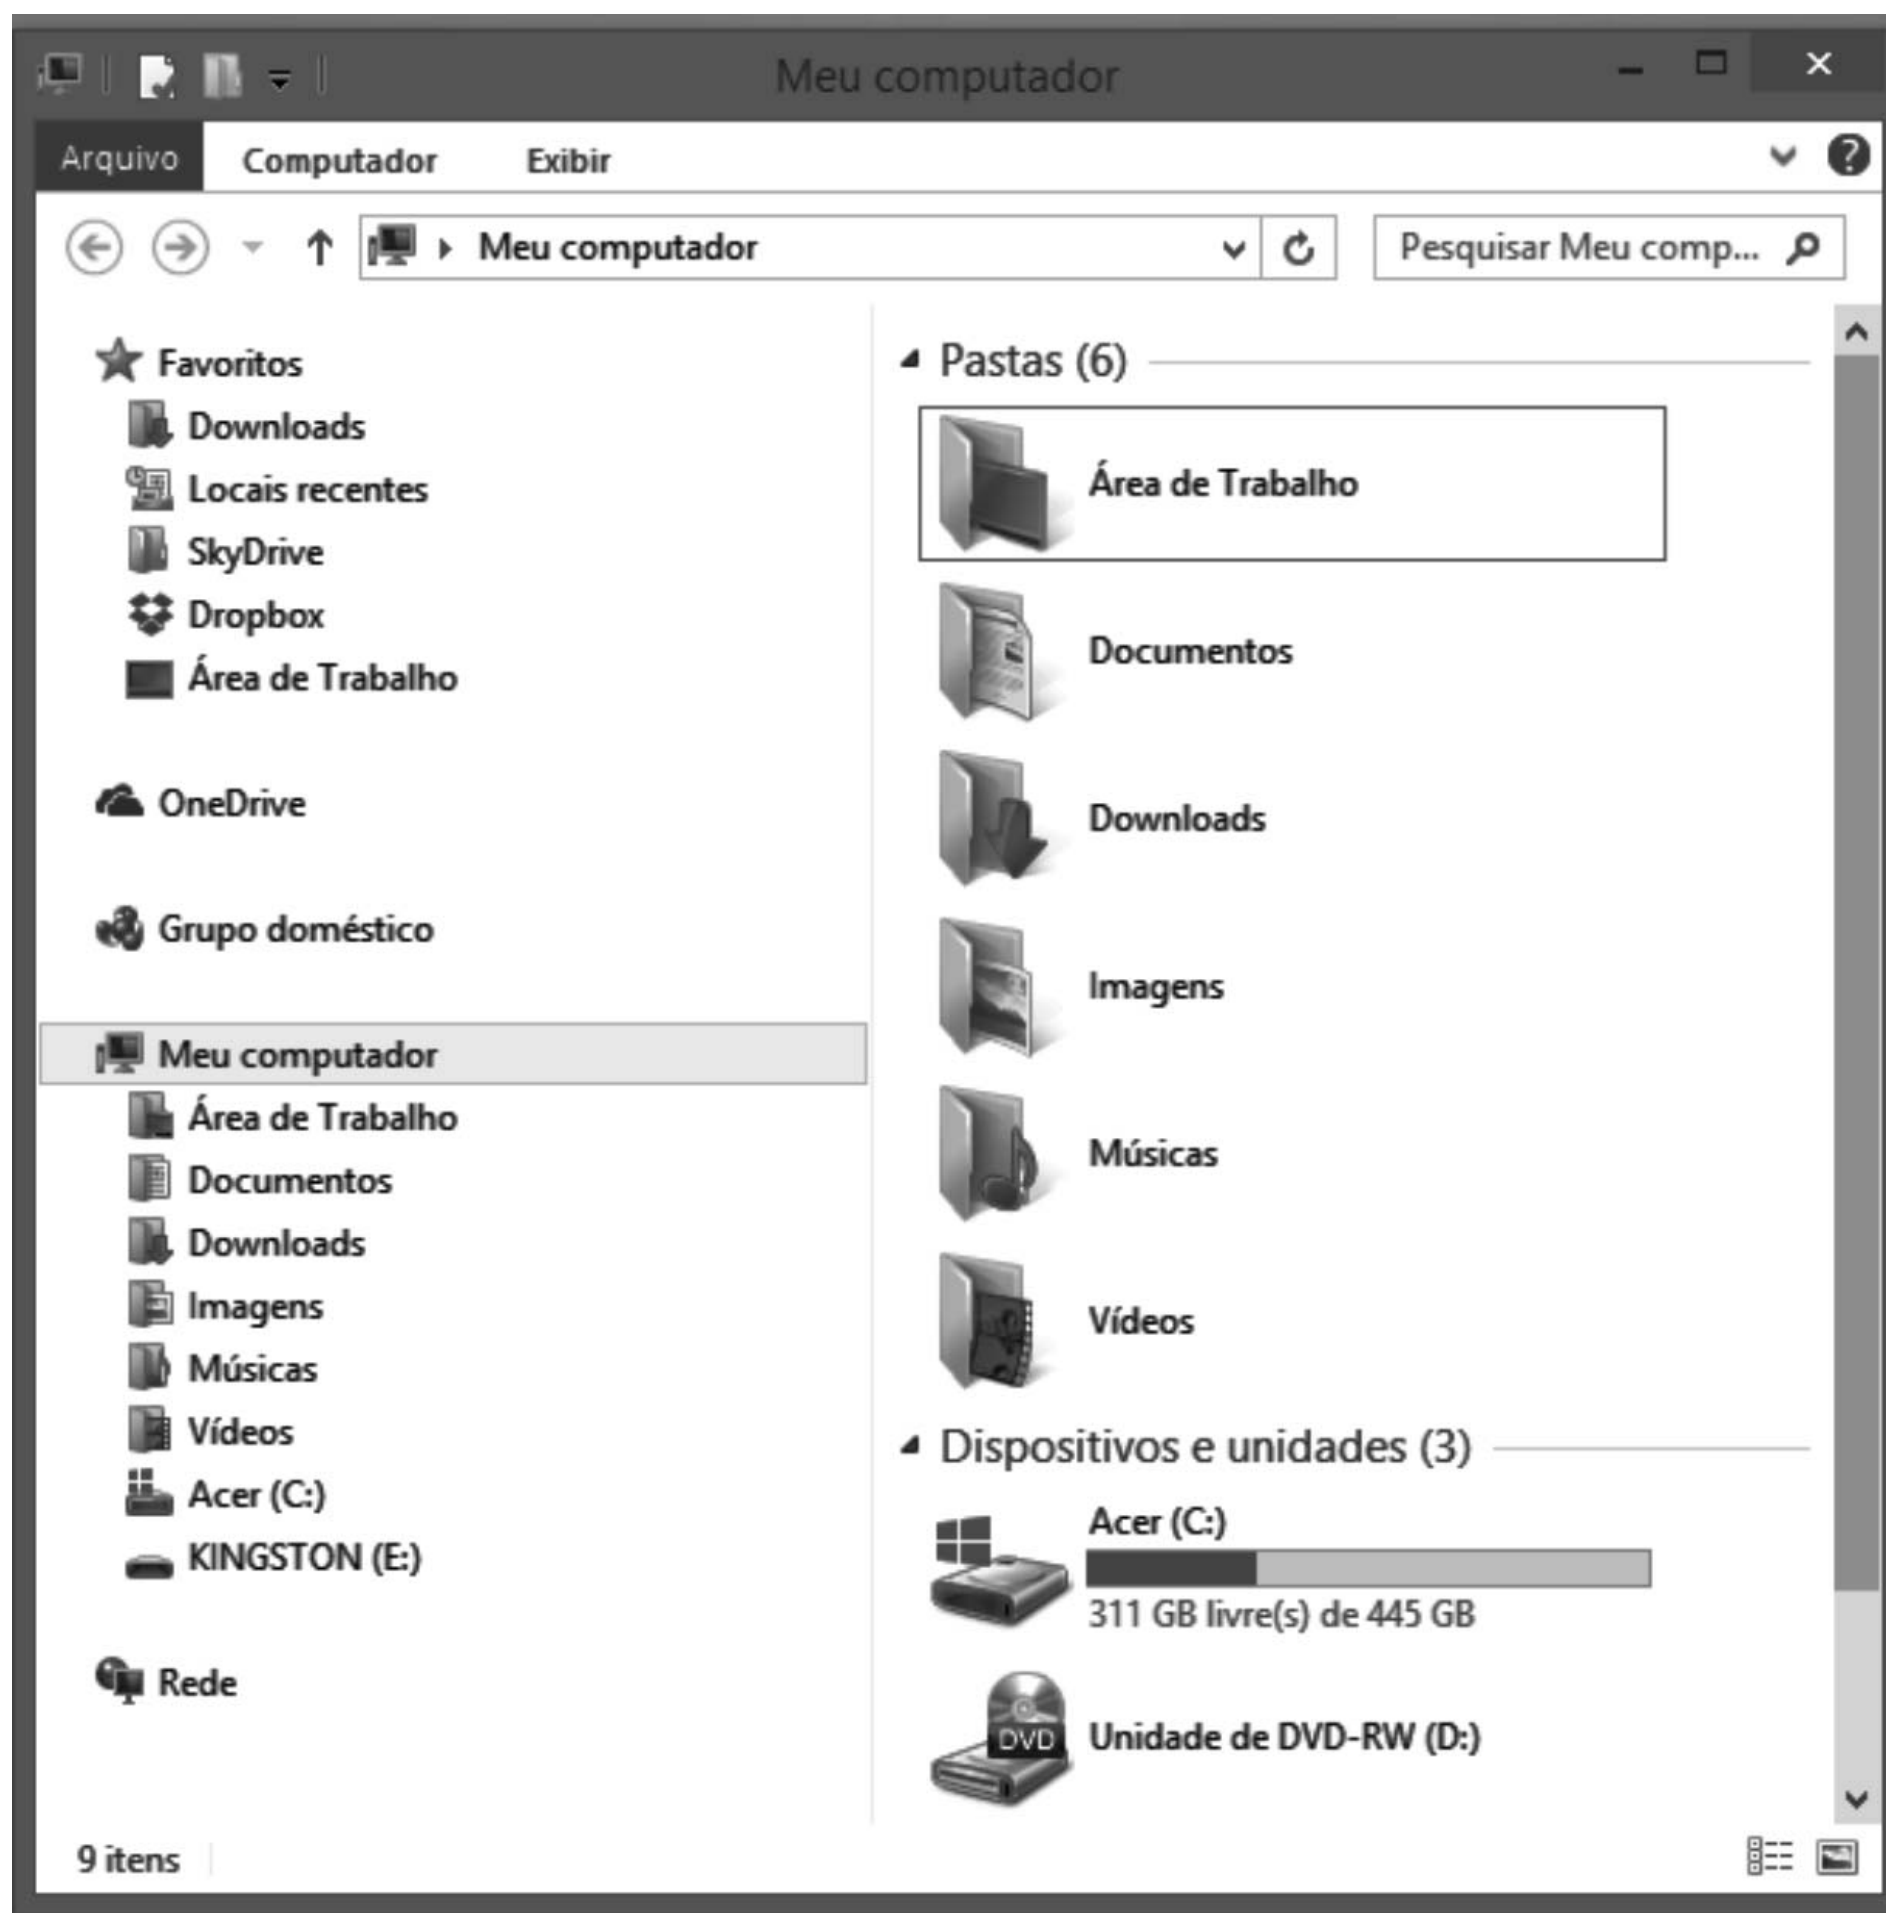 Meu computador
Arquivo Computador Exibir
Meu computador
Pesquisar Meu comp...
Favoritos
Downloads
Locais recentes
SkyDrive
Dropbox
Área de Trabalho
OneDrive
Grupo doméstico
Meu computador
Área de Trabalho
Documentos
Downloads
Imagens
Músicas
Vídeos
Acer (C:)
KINGSTON (E:)
Rede
Pastas (6)
Área de Trabalho
Documentos
Downloads
Imagens
Músicas
Vídeos
Dispositivos e unidades (3)
Acer (C:)
311 GB livre(s) de 445 GB
DVD
Unidade de DVD-RW (D:)
9 itens